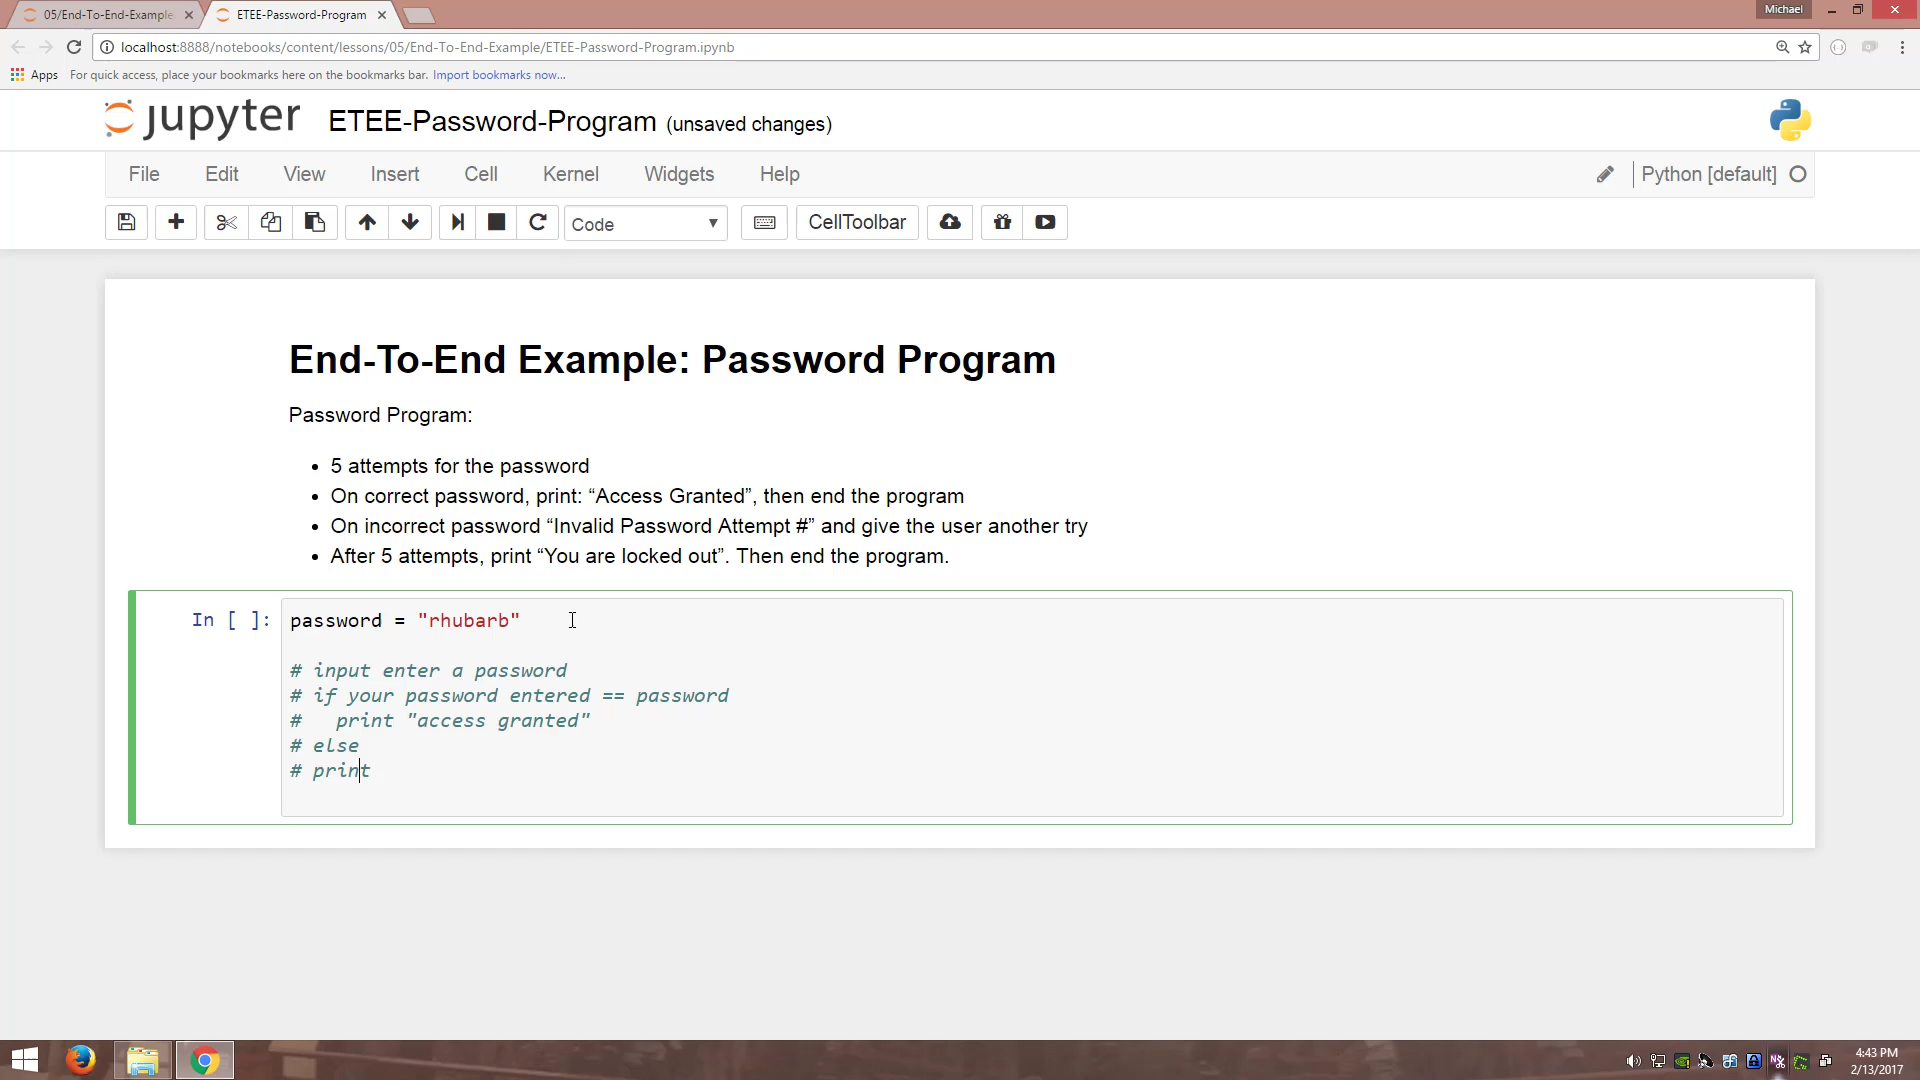 05/End-To-End-Example
ETEE-Password-Program
Michael
localhost:8888/notebooks/content/lessons/05/End-To-End-Example/ETEE-Password-Program.ipynb
Apps For quick access, place your bookmarks here on the bookmarks bar. Import bookmarks now...
jupyter ETEE-Password-Program (unsaved changes)
File Edit View Insert Cell Kernel Widgets Help Python [default]
Code CellToolbar
End-To-End Example: Password Program
Password Program:
• 5 attempts for the password
• On correct password, print: “Access Granted”, then end the program
• On incorrect password “Invalid Password Attempt #” and give the user another try
• After 5 attempts, print “You are locked out”. Then end the program.
In [ ]: password = "rhubarb"
# input enter a password
# if your password entered == password
#   print "access granted"
# else
# print
4:43 PM
2/13/2017